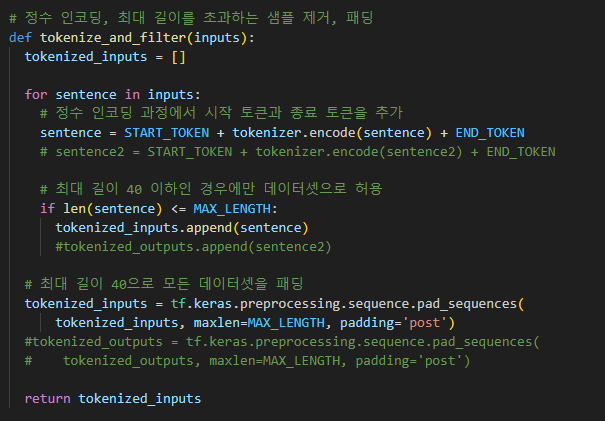 # 정수 인코딩, 최대 길이를 초과하는 샘플 제거, 패딩
def tokenize_and_filter(inputs):
  tokenized_inputs = []

  for sentence in inputs:
    # 정수 인코딩 과정에서 시작 토큰과 종료 토큰을 추가
    sentence = START_TOKEN + tokenizer.encode(sentence) + END_TOKEN
    # sentence2 = START_TOKEN + tokenizer.encode(sentence2) + END_TOKEN

    # 최대 길이 40 이하인 경우에만 데이터셋으로 허용
    if len(sentence) <= MAX_LENGTH:
      tokenized_inputs.append(sentence)
      #tokenized_outputs.append(sentence2)

  # 최대 길이 40으로 모든 데이터셋을 패딩
  tokenized_inputs = tf.keras.preprocessing.sequence.pad_sequences(
      tokenized_inputs, maxlen=MAX_LENGTH, padding='post')
  #tokenized_outputs = tf.keras.preprocessing.sequence.pad_sequences(
  #    tokenized_outputs, maxlen=MAX_LENGTH, padding='post')

  return tokenized_inputs